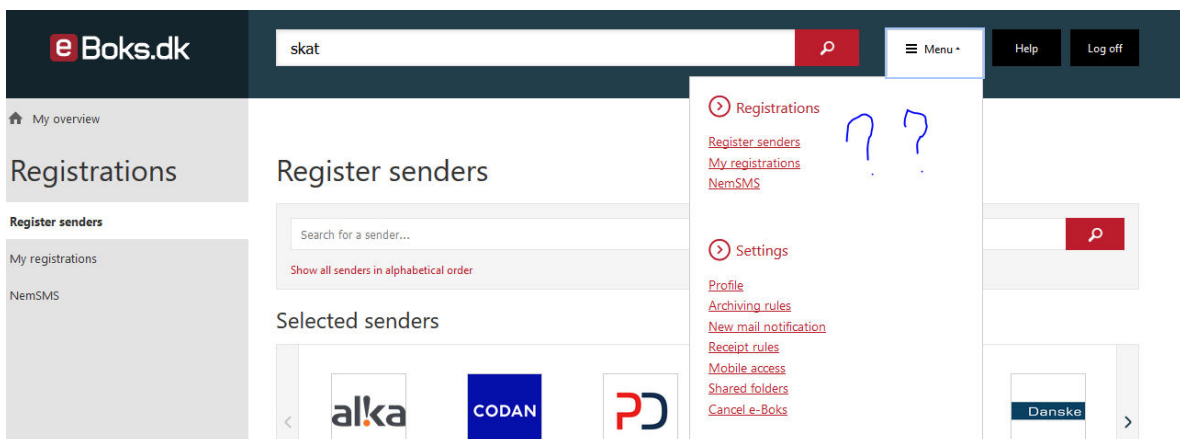 e Boks.dk
skat
Menu
Help
Log off
My overview
Registrations
Register senders
My registrations
NemSMS
Register senders
Search for a sender...
Show all senders in alphabetical order
Selected senders
alka
CODAN
PD
Danske
Registrations
Register senders
My registrations
NemSMS
? ?
Settings
Profile
Archiving rules
New mail notification
Receipt rules
Mobile access
Shared folders
Cancel e-Boks